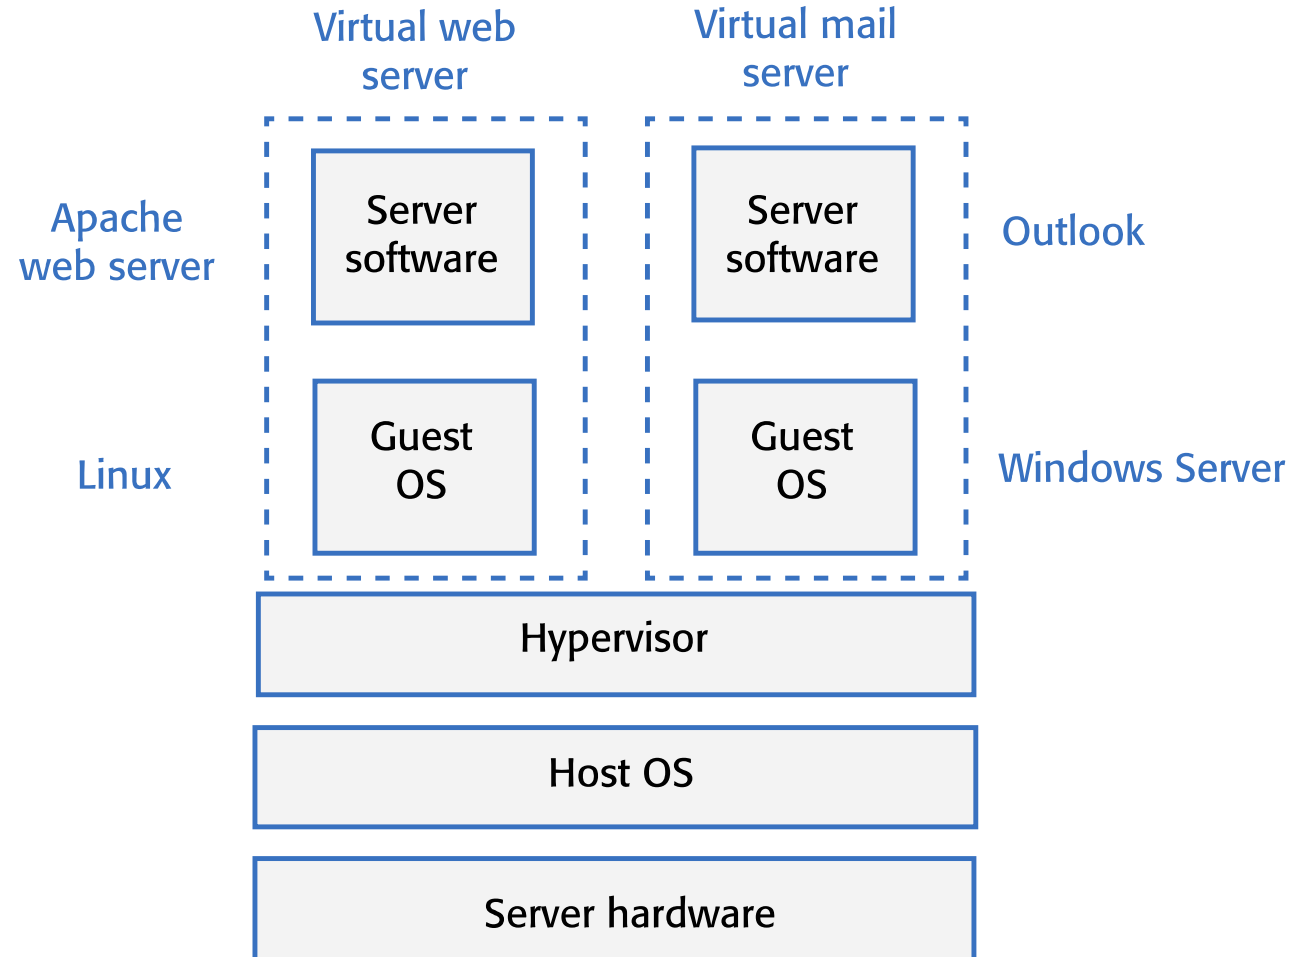 Virtual web
server
Virtual mail
server
Apache
web server
Server
software
Server
software
Outlook
Linux
Guest
OS
Guest
OS
Windows Server
Hypervisor
Host OS
Server hardware